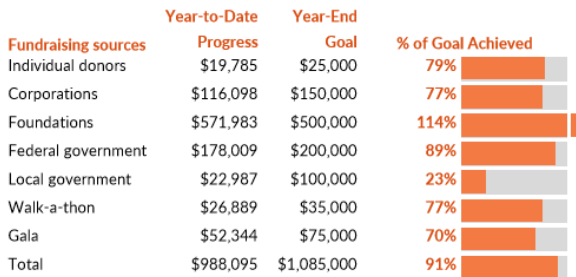 Year-to-Date Year-End
Fundraising sources Progress Goal % of Goal Achieved
Individual donors $19,785 $25,000 79%
Corporations $116,098 $150,000 77%
Foundations $571,983 $500,000 114%
Federal government $178,009 $200,000 89%
Local government $22,987 $100,000 23%
Walk-a-thon $26,889 $35,000 77%
Gala $52,344 $75,000 70%
Total $988,095 $1,085,000 91%